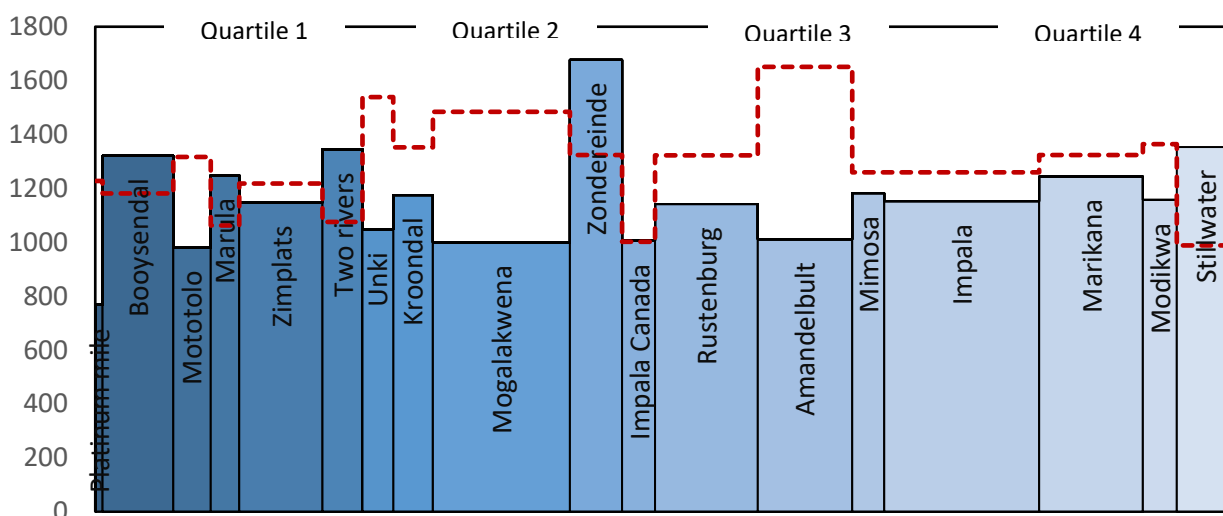 1800
1600
1400
1200
1000
800
600
400
200
0
Quartile 1
Quartile 2
Quartile 3
Quartile 4
Platinum mile
Booysendal
Mototolo
Marula
Zimplats
Two rivers
Unki
Kroondal
Mogalakwena
Zondereinde
Impala Canada
Rustenburg
Amandelbult
Mimosa
Impala
Marikana
Modikwa
Stillwater